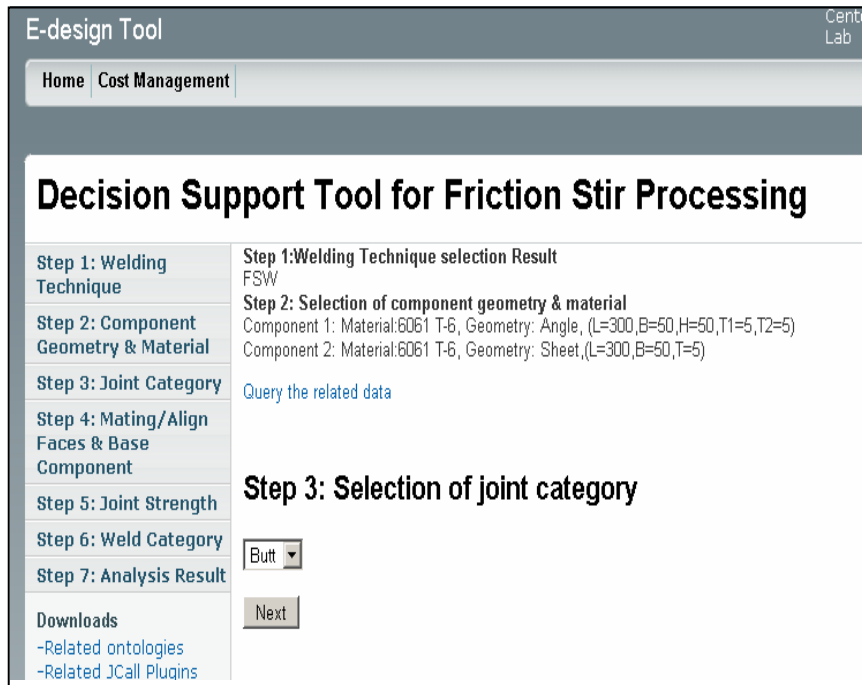 E-design Tool
Lab
Home Cost Management
Decision Support Tool for Friction Stir Processing
Step 1: Welding
Technique
Step 2: Component
Geometry & Material
Step 3: Joint Category
Step 4: Mating/Align
Faces & Base
Component
Step 5: Joint Strength
Step 6: Weld Category
Step 7: Analysis Result
Downloads
-Related ontologies
-Related JCall Plugins
Step 1:Welding Technique selection Result
FSW
Step 2: Selection of component geometry & material
Component 1: Material:6061 T-6, Geometry: Angle, (L=300,B=50,H=50,T1=5,T2=5)
Component 2: Material:6061 T-6, Geometry: Sheet,(L=300,B=50,T=5)
Query the related data
Step 3: Selection of joint category
Butt
Next